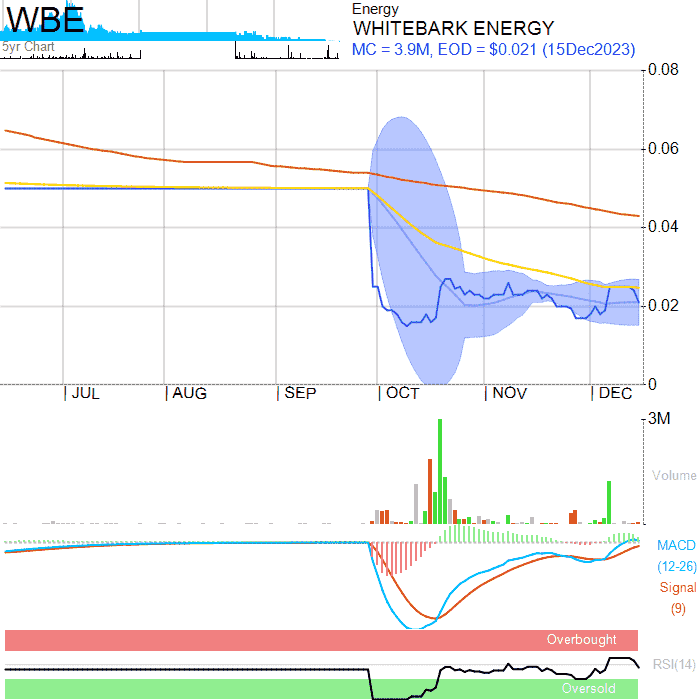 WBE
5yr Chart
Energy
WHITEBARK ENERGY
MC = 3.9M, EOD = $0.021 (15Dec2023)
0.08
0.06
0.04
0.02
0
JUL AUG SEP OCT NOV DEC
3M
Volume
MACD
(12-26)
Signal
(9)
Overbought
RSI(14)
Oversold